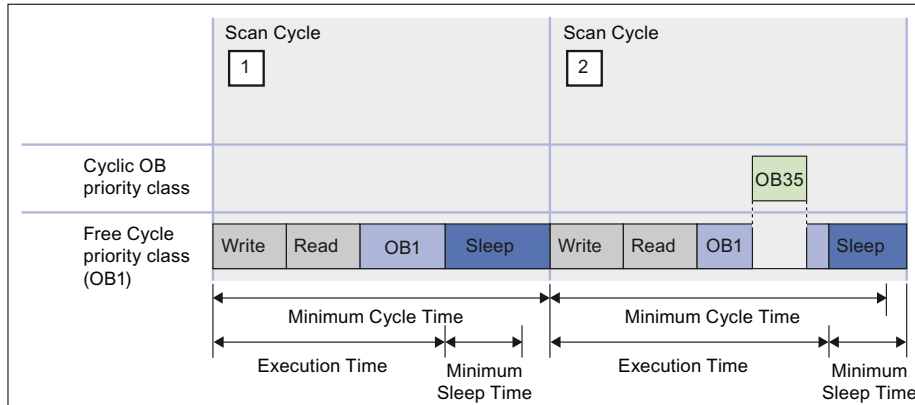 Scan Cycle
1
Scan Cycle
2
Cyclic OB
priority class
OB35
Free Cycle
priority class
(OB1)
Write
Read
OB1
Sleep
Write
Read
OB1
Sleep
Minimum Cycle Time
Minimum Cycle Time
Execution Time
Minimum
Sleep Time
Execution Time
Minimum
Sleep Time